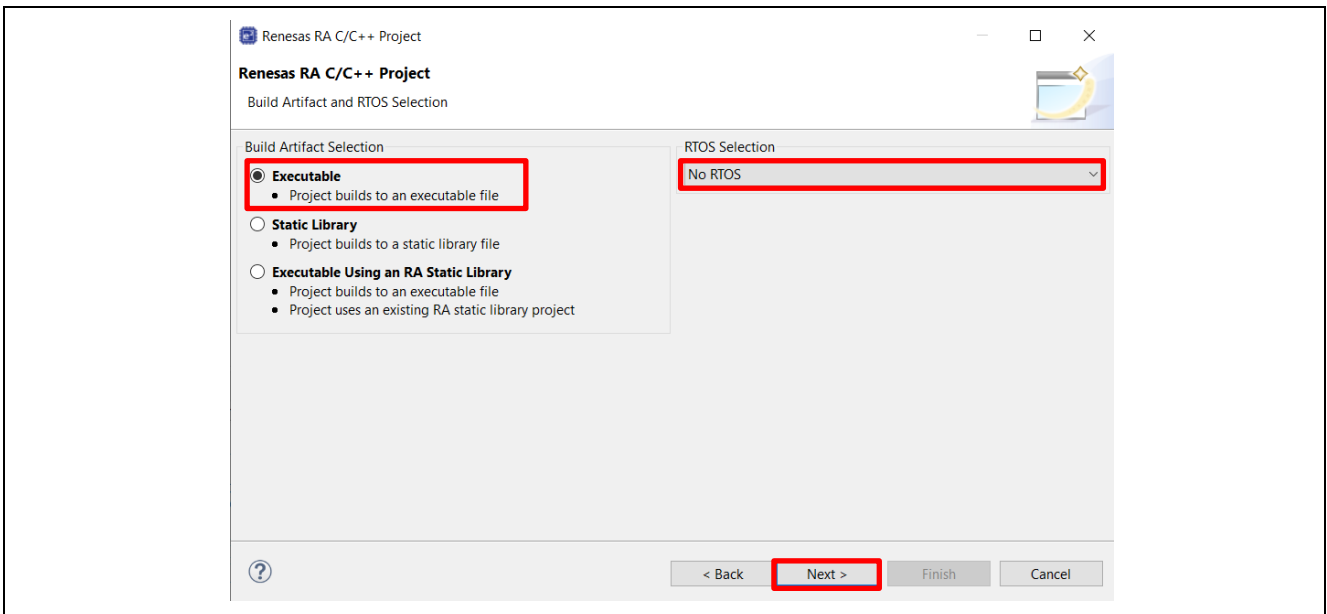 Renesas RA C/C++ Project
Renesas RA C/C++ Project
Build Artifact and RTOS Selection
Build Artifact Selection
Executable
• Project builds to an executable file
Static Library
• Project builds to a static library file
Executable Using an RA Static Library
• Project builds to an executable file
• Project uses an existing RA static library project
RTOS Selection
No RTOS
< Back
Next >
Finish
Cancel